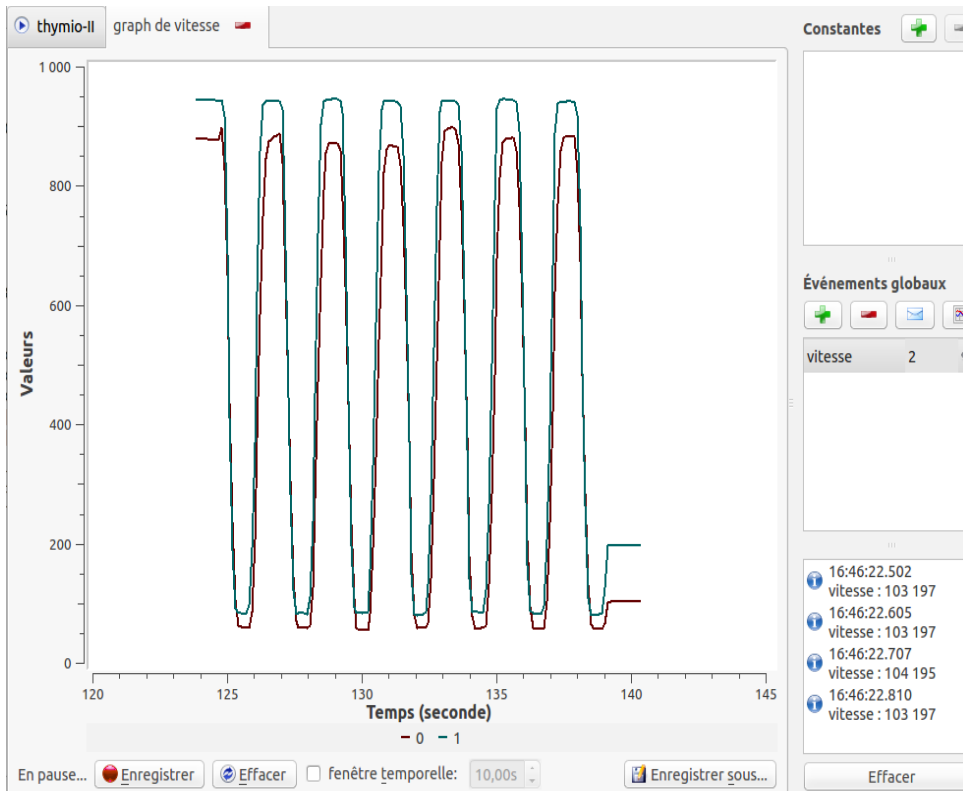 thymio-II
graph de vitesse
1 000
800
600
400
200
0
Valeurs
120
125
130
135
140
145
Temps (seconde)
0
1
En pause...
Enregistrer
Effacer
fenêtre temporelle:
10,00s
Enregistrer sous...
Constantes
Événements globaux
vitesse 2
16:46:22.502
vitesse : 103 197
16:46:22.605
vitesse : 103 197
16:46:22.707
vitesse : 104 195
16:46:22.810
vitesse : 103 197
Effacer